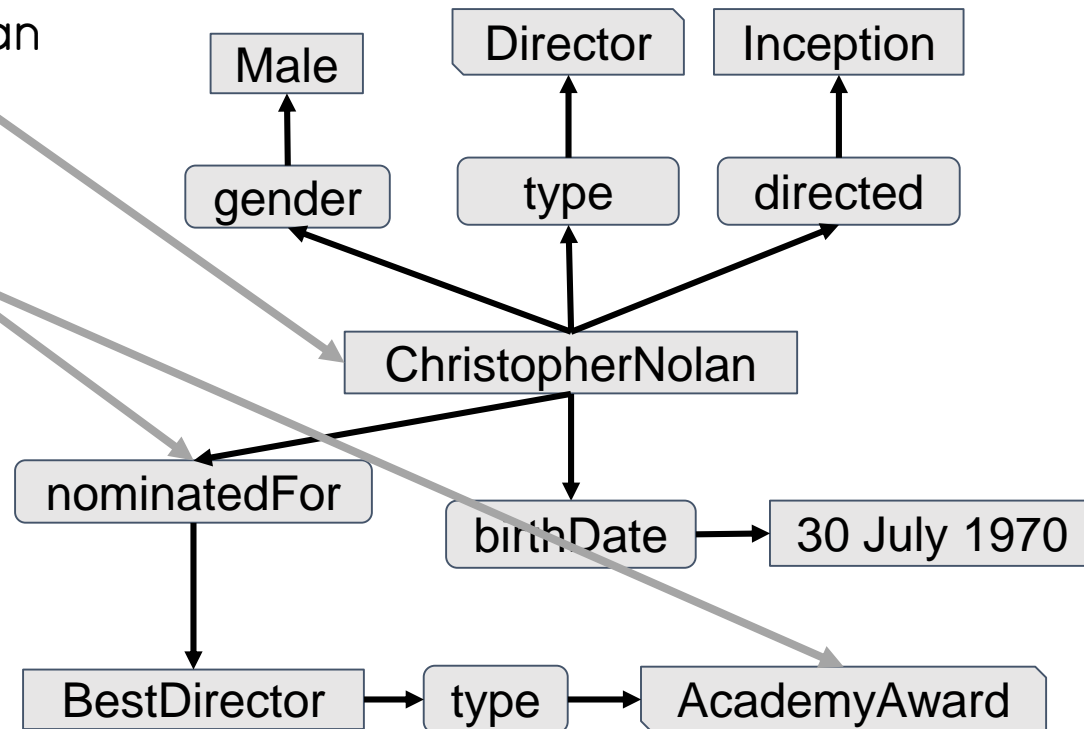 an
Male
Director
Inception
gender
type
directed
ChristopherNolan
nominatedFor
birthDate
30 July 1970
BestDirector
type
AcademyAward